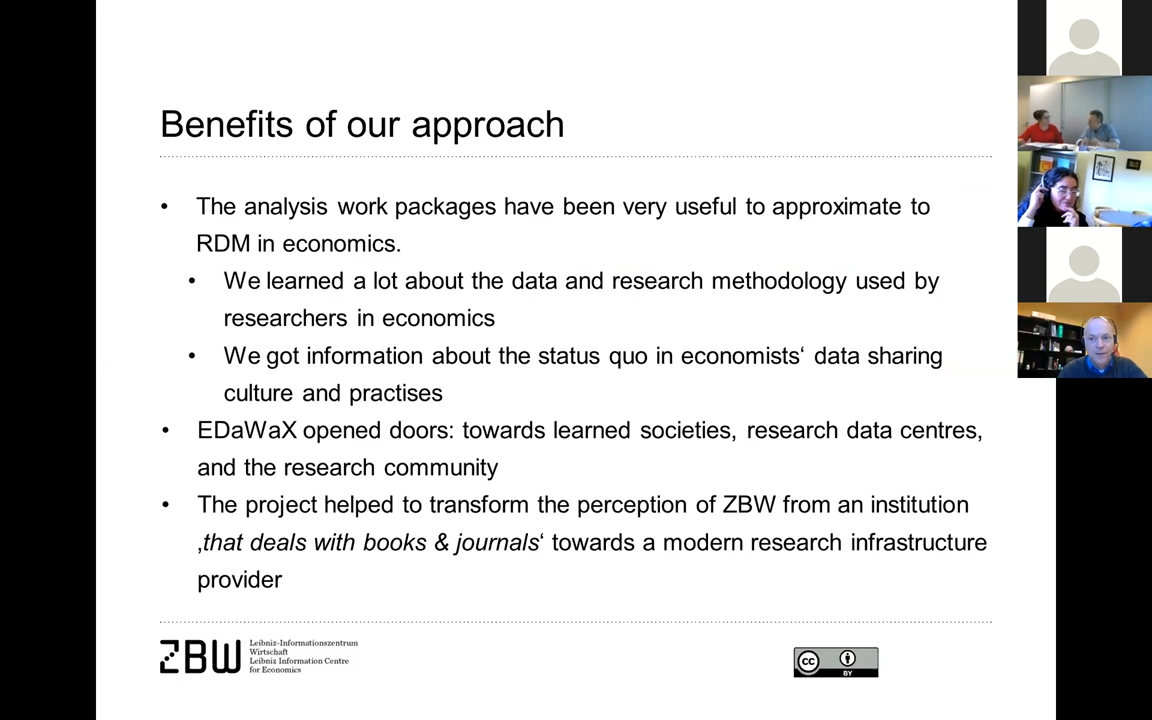 Benefits of our approach
• The analysis work packages have been very useful to approximate to
RDM in economics.
• We learned a lot about the data and research methodology used by
researchers in economics
• We got information about the status quo in economists‘ data sharing
culture and practises
• EDaWaX opened doors: towards learned societies, research data centres,
and the research community
• The project helped to transform the perception of ZBW from an institution
‚that deals with books & journals‘ towards a modern research infrastructure
provider
ZBW
Leibniz-Informationszentrum
Wirtschaft
Leibniz Information Centre
for Economics
cc
BY